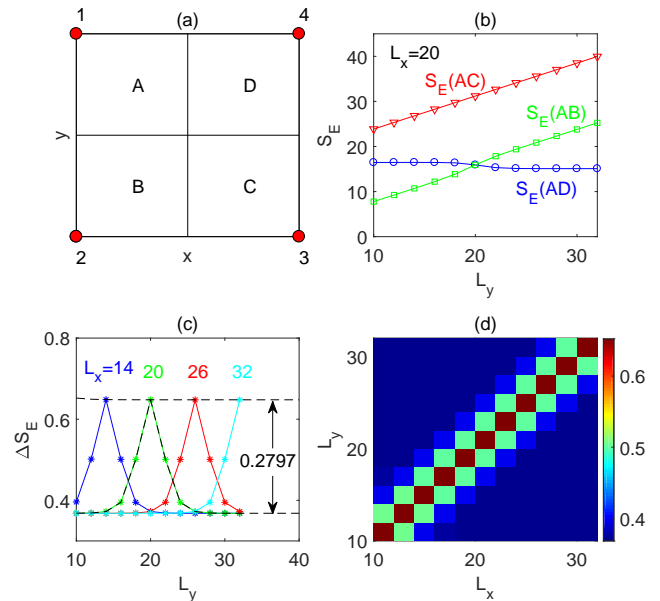 (a)
1
4
A
D
y
B
C
2
x
3
(b)
L_x=20
S_E(AC)
S_E(AB)
S_E(AD)
S_E
40
30
20
10
0
10
20
30
L_y
(c)
0.8
0.6
0.4
ΔS_E
L_x=14
20
26
32
0.2797
10
20
30
40
L_y
(d)
30
20
10
L_y
10
20
30
L_x
0.6
0.5
0.4